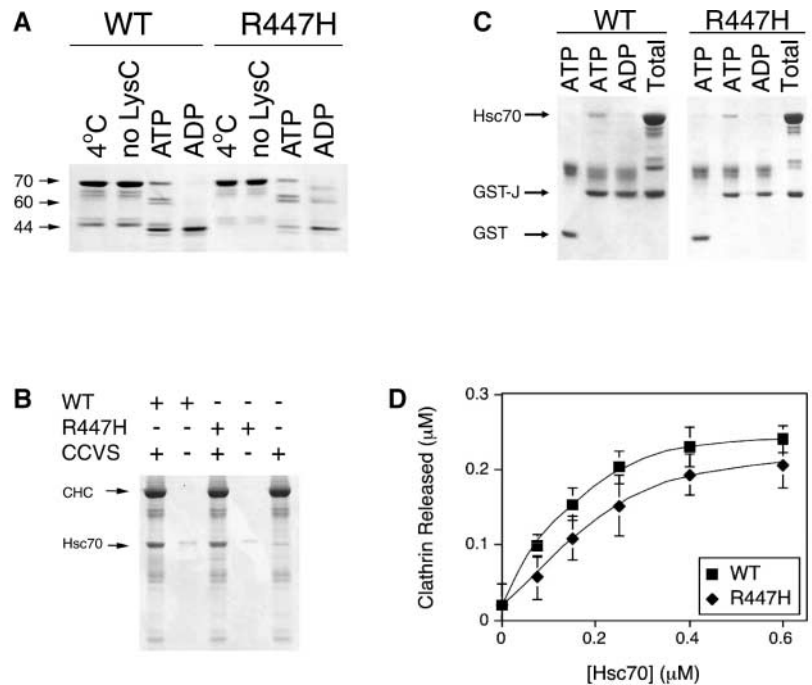 A
WT R447H
4°C no LysC ATP ADP 4°C no LysC ATP ADP
70
60
44
C
WT R447H
ATP ATP ADP Total ATP ATP ADP Total
Hsc70
GST-J
GST
B
WT + + - - -
R447H - - + + -
CCVS + - + - +
CHC
Hsc70
D
Clathrin Released (µM)
0.3
0.2
0.1
0
0 0.2 0.4 0.6
[Hsc70] (µM)
WT
R447H